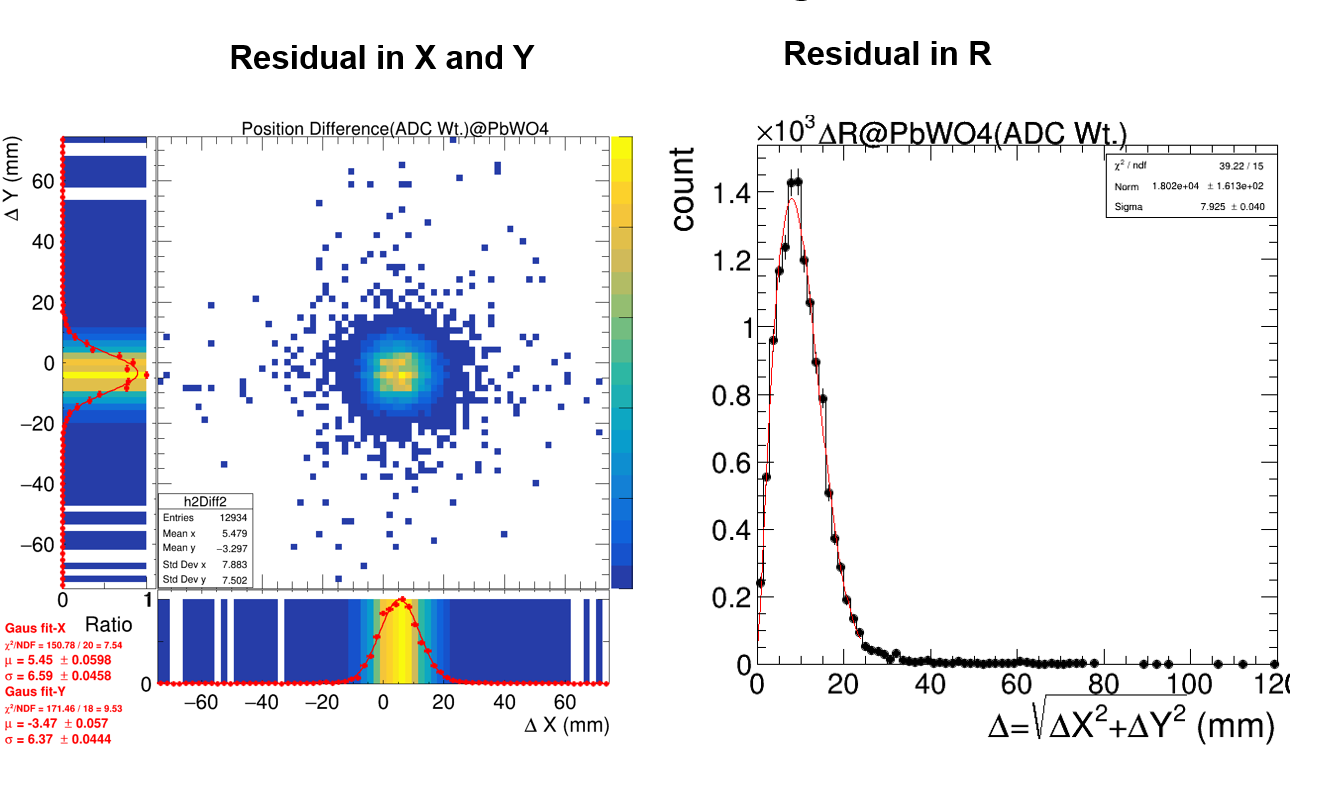 Residual in X and Y
Residual in R
Position Difference(ADC Wt.)@PbWO4
Δ Y (mm)
60
40
20
0
−20
−40
−60
h2Diff2
Entries 12934
Mean x 5.479
Mean y −3.297
Std Dev x 7.883
Std Dev y 7.502
0 1
Ratio
1
0
−60 −40 −20 0 20 40 60
Δ X (mm)
Gaus fit-X
χ²/NDF = 150.78 / 20 = 7.54
μ = 5.45 ± 0.0598
σ = 6.59 ± 0.0458
Gaus fit-Y
χ²/NDF = 171.46 / 18 = 9.53
μ = -3.47 ± 0.057
σ = 6.37 ± 0.0444
×10³ ΔR@PbWO4(ADC Wt.)
count
χ² / ndf 39.22 / 15
Norm 1.802e+04 ± 1.613e+02
Sigma 7.925 ± 0.040
1.4
1.2
1
0.8
0.6
0.4
0.2
0
0 20 40 60 80 100 120
Δ=√ΔX²+ΔY² (mm)